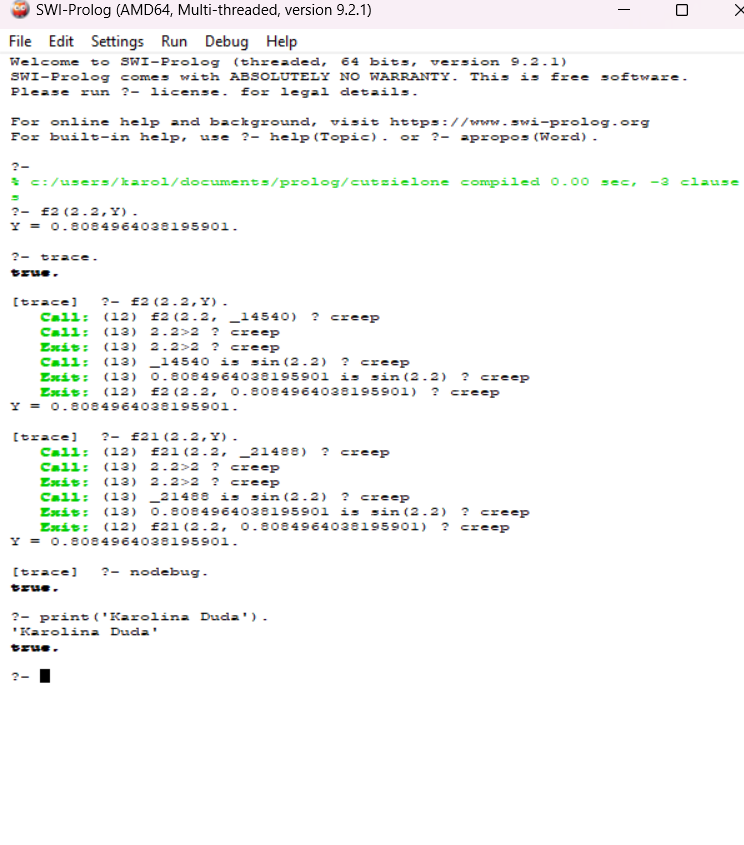 SWI-Prolog (AMD64, Multi-threaded, version 9.2.1)
File Edit Settings Run Debug Help
Welcome to SWI-Prolog (threaded, 64 bits, version 9.2.1)
SWI-Prolog comes with ABSOLUTELY NO WARRANTY. This is free software.
Please run ?- license. for legal details.
For online help and background, visit https://www.swi-prolog.org
For built-in help, use ?- help(Topic). or ?- apropos(Word).
?-
% c:/users/karol/documents/prolog/cutzielone compiled 0.00 sec, -3 clause
s
?- f2(2.2,Y).
Y = 0.8084964038195901.
?- trace.
true.
[trace]  ?- f2(2.2,Y).
Call: (12) f2(2.2, _14540) ? creep
Call: (13) 2.2>2 ? creep
Exit: (13) 2.2>2 ? creep
Call: (13) _14540 is sin(2.2) ? creep
Exit: (13) 0.8084964038195901 is sin(2.2) ? creep
Exit: (12) f2(2.2, 0.8084964038195901) ? creep
Y = 0.8084964038195901.
[trace]  ?- f21(2.2,Y).
Call: (12) f21(2.2, _21488) ? creep
Call: (13) 2.2>2 ? creep
Exit: (13) 2.2>2 ? creep
Call: (13) _21488 is sin(2.2) ? creep
Exit: (13) 0.8084964038195901 is sin(2.2) ? creep
Exit: (12) f21(2.2, 0.8084964038195901) ? creep
Y = 0.8084964038195901.
[trace]  ?- nodebug.
true.
?- print('Karolina Duda').
'Karolina Duda'
true.
?-